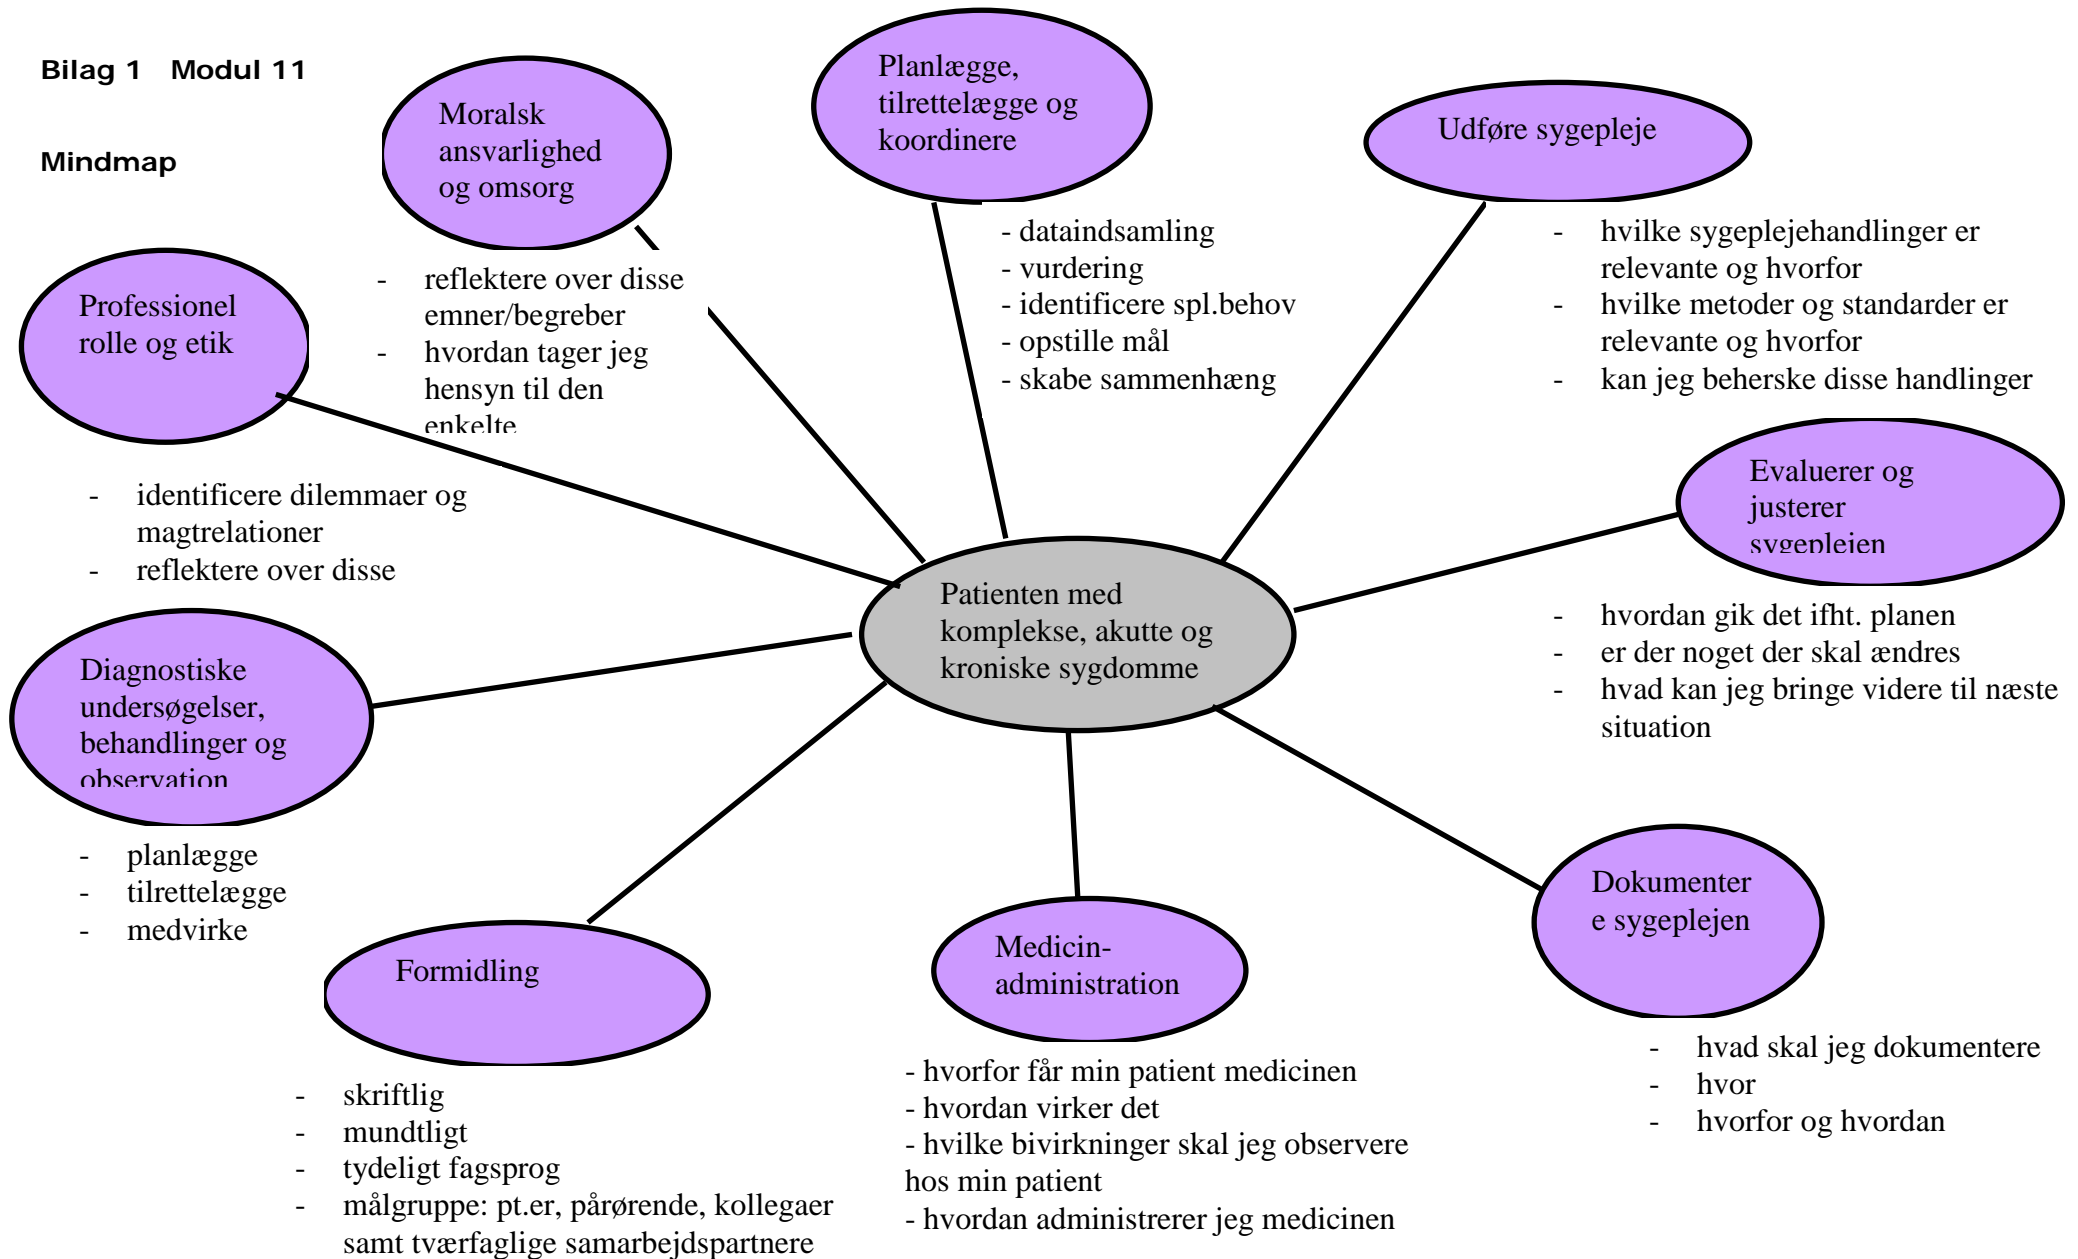 Bilag 1 Modul 11
Mindmap
Professionel
rolle og etik
- identificere dilemmaer og
magtrelationer
- reflektere over disse
Moralsk
ansvarlighed
og omsorg
- reflektere over disse
emner/begreber
- hvordan tager jeg
hensyn til den
enkelte
Planlægge,
tilrettelægge og
koordinere
- dataindsamling
- vurdering
- identificere spl.behov
- opstille mål
- skabe sammenhæng
Udføre sygepleje
- hvilke sygeplejehandlinger er
relevante og hvorfor
- hvilke metoder og standarder er
relevante og hvorfor
- kan jeg beherske disse handlinger
Evaluerer og
justerer
sygeplejen
- hvordan gik det ifht. planen
- er der noget der skal ændres
- hvad kan jeg bringe videre til næste
situation
Patienten med
komplekse, akutte og
kroniske sygdomme
Diagnostiske
undersøgelser,
behandlinger og
observation
- planlægge
- tilrettelægge
- medvirke
Formidling
- skriftlig
- mundtligt
- tydeligt fagsprog
- målgruppe: pt.er, pårørende, kollegaer
samt tværfaglige samarbejdspartnere
Medicin-
administration
- hvorfor får min patient medicinen
- hvordan virker det
- hvilke bivirkninger skal jeg observere
hos min patient
- hvordan administrerer jeg medicinen
Dokumenter
e sygeplejen
- hvad skal jeg dokumentere
- hvor
- hvorfor og hvordan